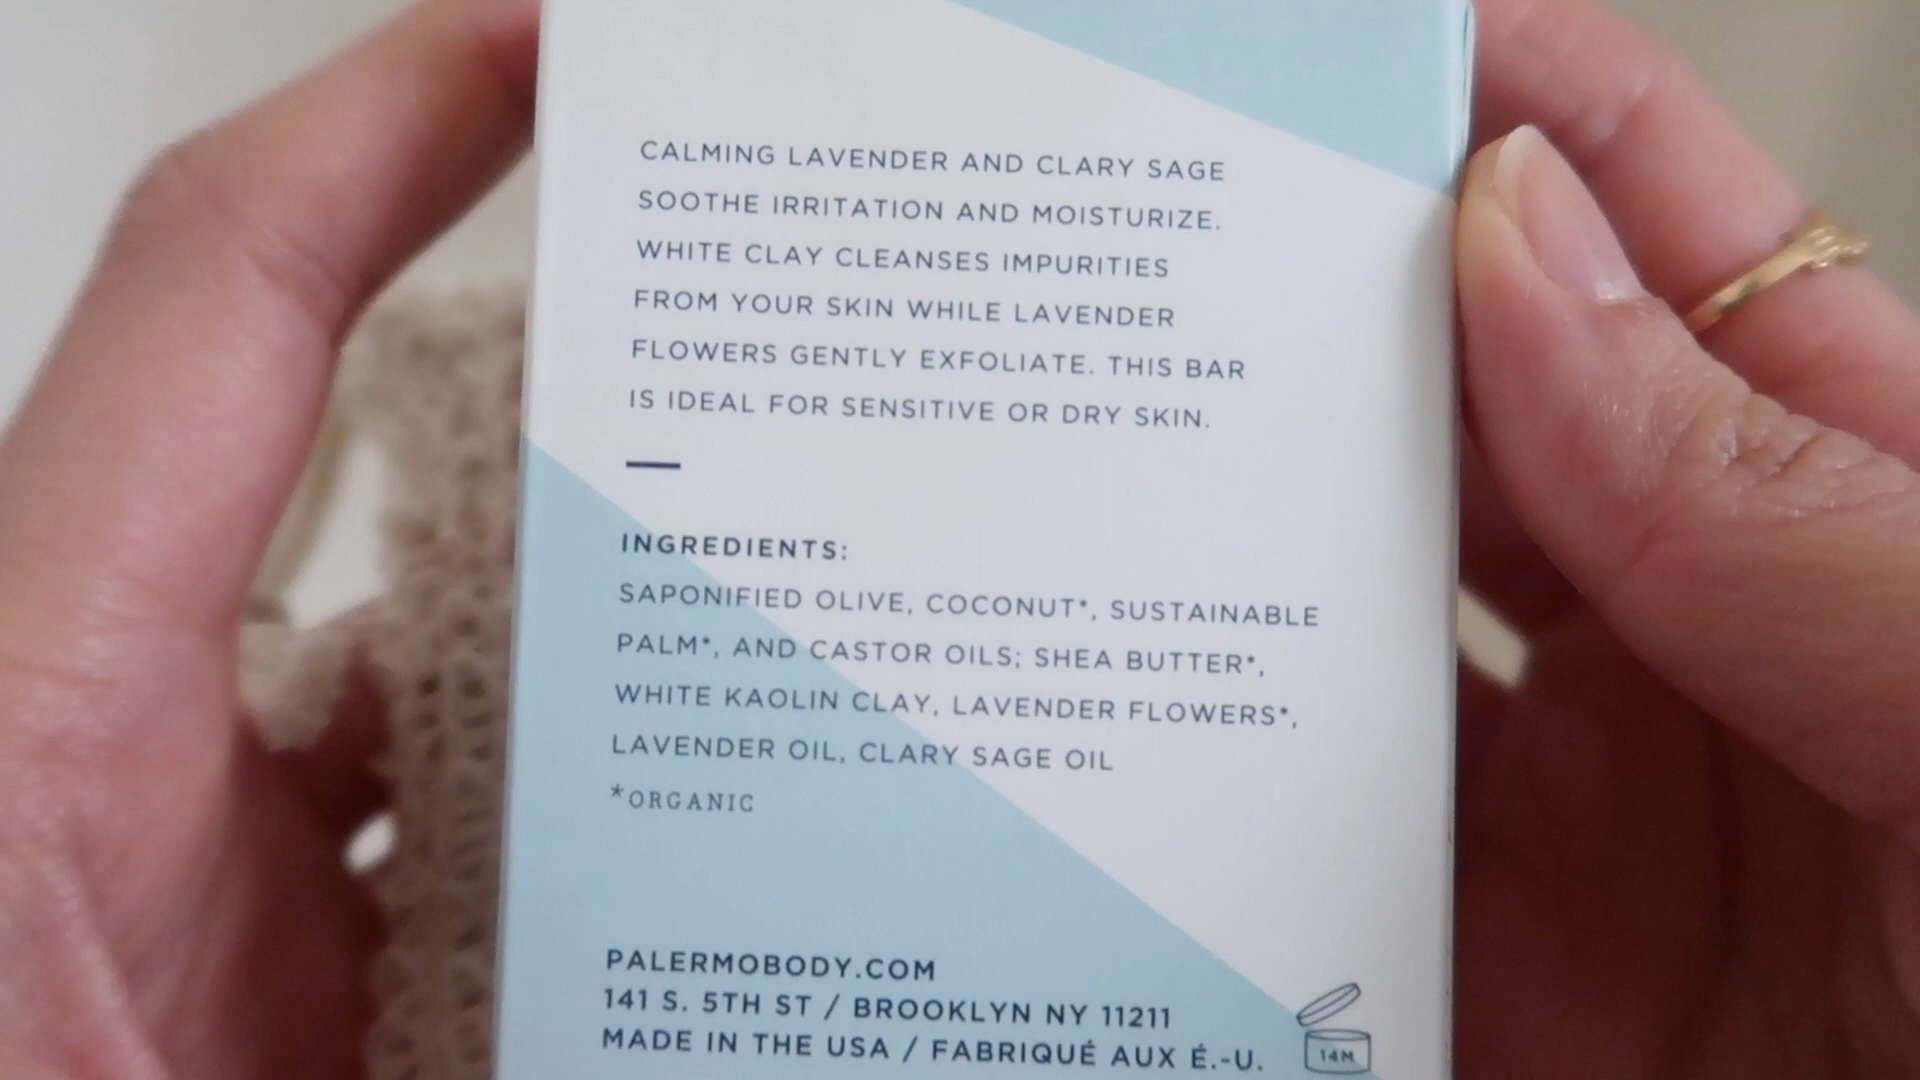 CALMING LAVENDER AND CLARY SAGE
SOOTHE IRRITATION AND MOISTURIZE.
WHITE CLAY CLEANSES IMPURITIES
FROM YOUR SKIN WHILE LAVENDER
FLOWERS GENTLY EXFOLIATE. THIS BAR
IS IDEAL FOR SENSITIVE OR DRY SKIN.
INGREDIENTS:
SAPONIFIED OLIVE, COCONUT*, SUSTAINABLE
PALM*, AND CASTOR OILS; SHEA BUTTER*,
WHITE KAOLIN CLAY, LAVENDER FLOWERS*,
LAVENDER OIL, CLARY SAGE OIL
*ORGANIC
PALERMOBODY.COM
141 S. 5TH ST / BROOKLYN NY 11211
MADE IN THE USA / FABRIQUÉ AUX É.-U.
14M